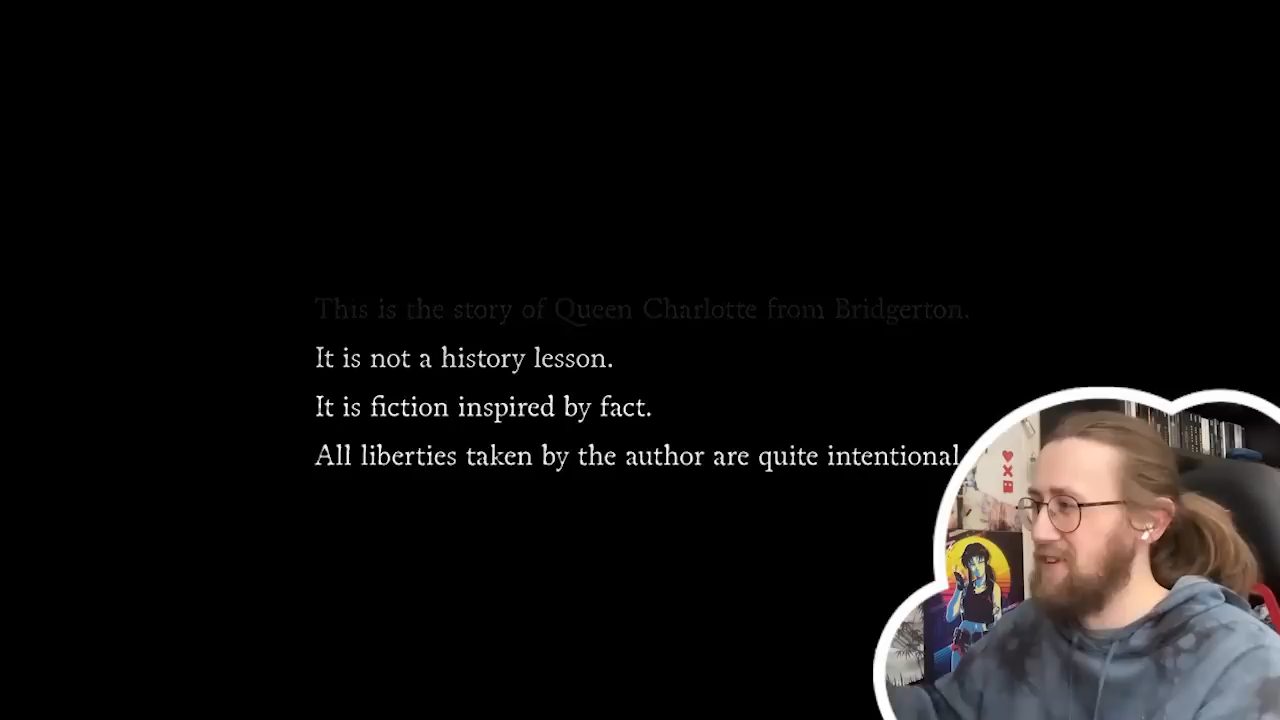 This is the story of Queen Charlotte from Bridgerton.
It is not a history lesson.
It is fiction inspired by fact.
All liberties taken by the author are quite intentional